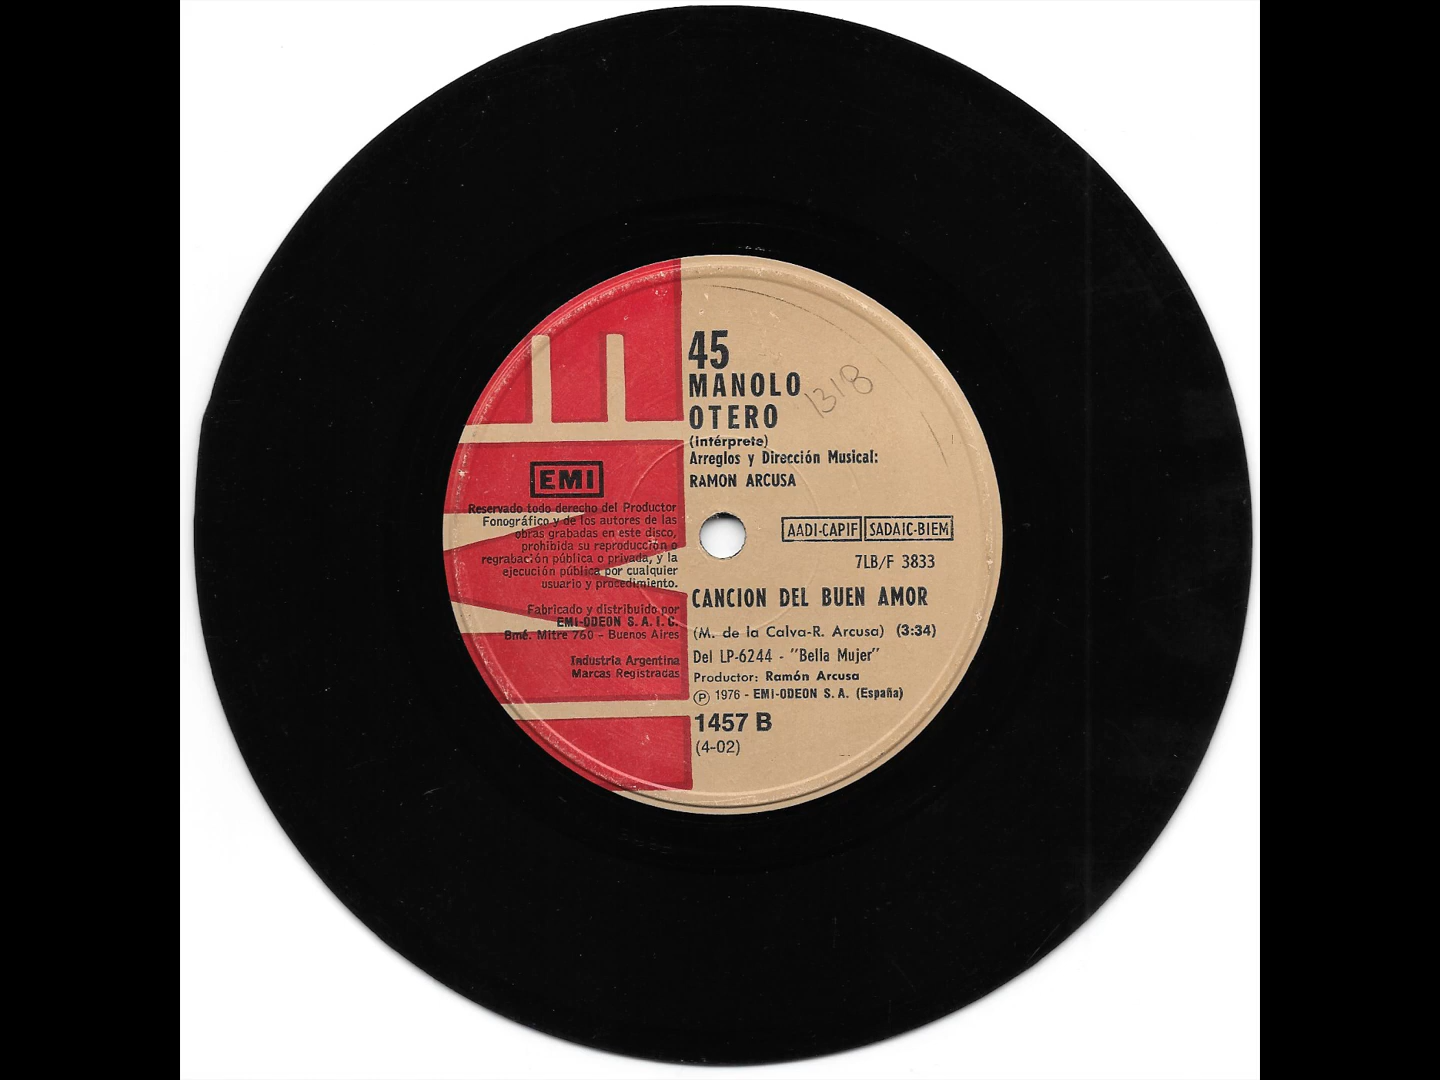 45
MANOLO
OTERO
(intérprete)
Arreglos y Dirección Musical:
RAMON ARCUSA
1318
EMI
Reservado todo derecho del Productor
Fonográfico y de los autores de las
obras grabadas en este disco,
prohibida su reproducción o
regrabación pública o privada, y la
ejecución pública por cualquier
usuario y procedimiento.
Fabricado y distribuido por
EMI-ODEON S. A. I. C.
Bmé. Mitre 760 - Buenos Aires
Industria Argentina
Marcas Registradas
AADI-CAPIF SADAIC-BIEM
7LB/F 3833
CANCION DEL BUEN AMOR
(M. de la Calva-R. Arcusa) (3:34)
Del LP-6244 - "Bella Mujer"
Productor: Ramón Arcusa
℗ 1976 - EMI-ODEON S. A. (España)
1457 B
(4-02)